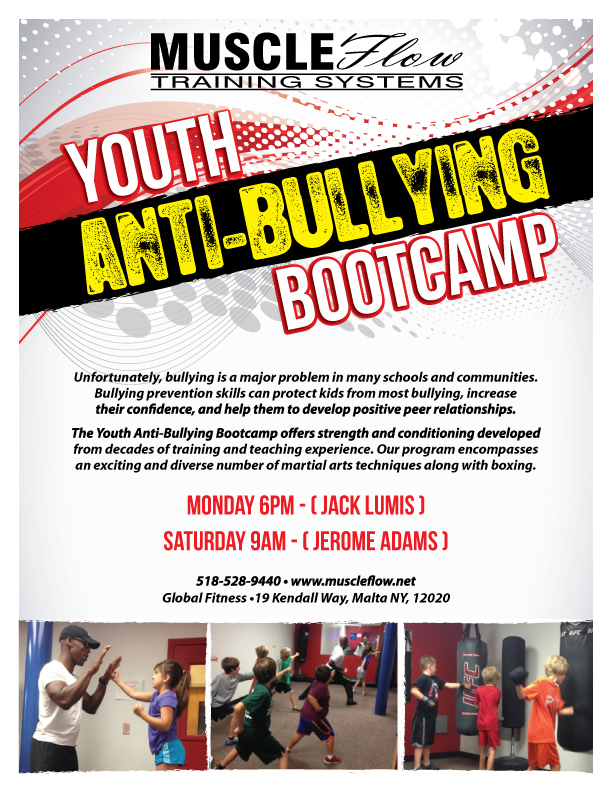 MUSCLE Flow
TRAINING SYSTEMS
YOUTH
ANTI-BULLYING
BOOTCAMP
Unfortunately, bullying is a major problem in many schools and communities.
Bullying prevention skills can protect kids from most bullying, increase
their confidence, and help them to develop positive peer relationships.
The Youth Anti-Bullying Bootcamp offers strength and conditioning developed
from decades of training and teaching experience. Our program encompasses
an exciting and diverse number of martial arts techniques along with boxing.
MONDAY 6PM - ( JACK LUMIS )
SATURDAY 9AM - ( JEROME ADAMS )
518-528-9440 • www.muscleflow.net
Global Fitness •19 Kendall Way, Malta NY, 12020
UFC
UFC